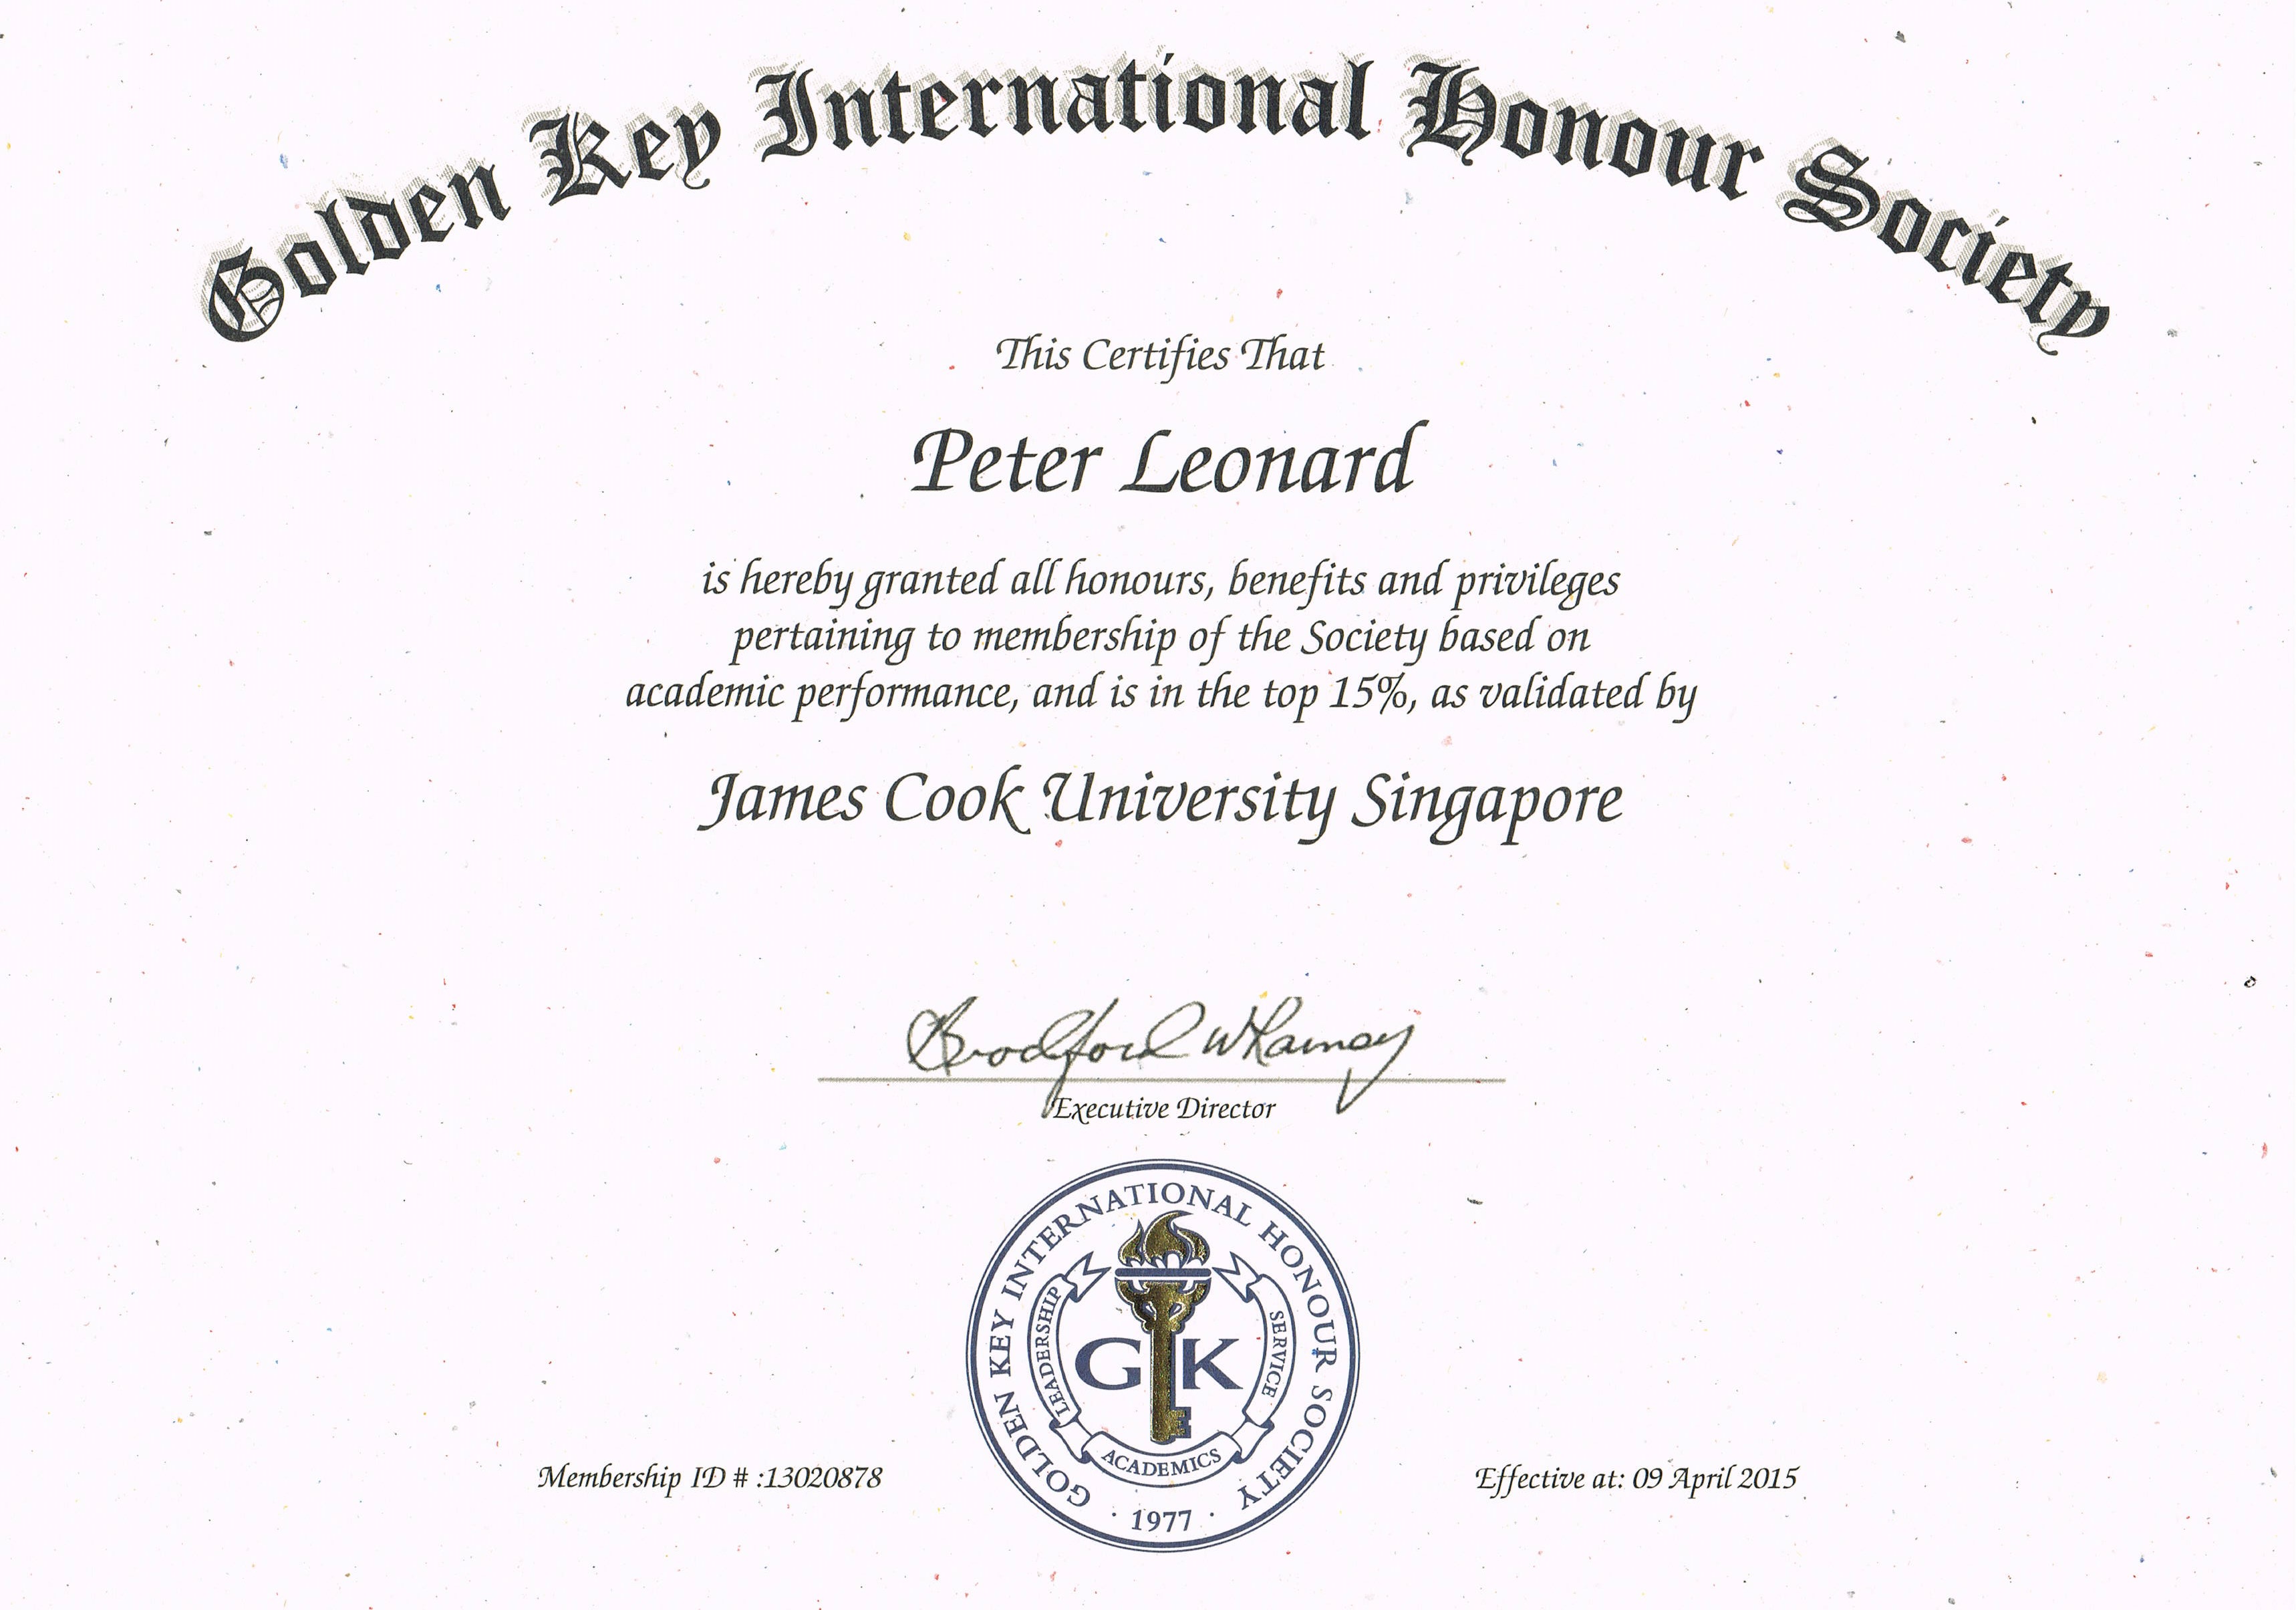 Golden Key International Honour Society
This Certifies That
Peter Leonard
is hereby granted all honours, benefits and privileges
pertaining to membership of the Society based on
academic performance, and is in the top 15%, as validated by
James Cook University Singapore
Bradford W Rainey
Executive Director
GOLDEN KEY INTERNATIONAL HONOUR SOCIETY
LEADERSHIP
SERVICE
G K
ACADEMICS
· 1977 ·
Membership ID # :13020878
Effective at: 09 April 2015